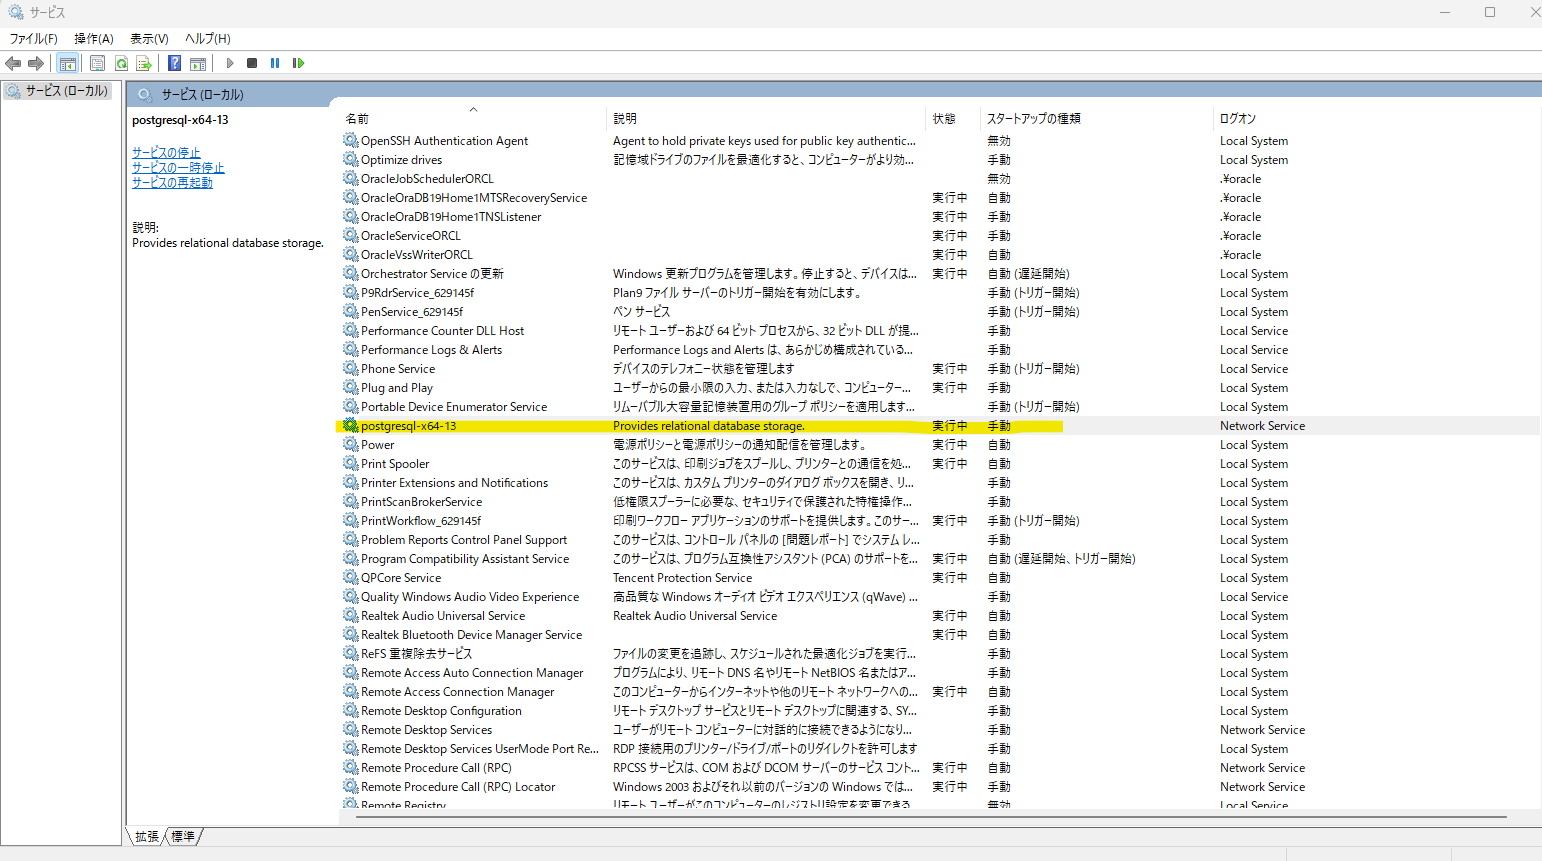 サービス
ファイル(F) 操作(A) 表示(V) ヘルプ(H)
サービス (ローカル)
サービス (ローカル)
postgresql-x64-13
サービスの停止
サービスの一時停止
サービスの再起動
説明:
Provides relational database storage.
名前 説明 状態 スタートアップの種類 ログオン
OpenSSH Authentication Agent Agent to hold private keys used for public key authentic... 無効 Local System
Optimize drives 記憶域ドライブのファイルを最適化すると、コンピューターがより効... 手動 Local System
OracleJobSchedulerORCL 無効 .¥oracle
OracleOraDB19Home1MTSRecoveryService 実行中 自動 .¥oracle
OracleOraDB19Home1TNSListener 実行中 手動 .¥oracle
OracleServiceORCL 実行中 手動 .¥oracle
OracleVssWriterORCL 実行中 自動 .¥oracle
Orchestrator Service の更新 Windows 更新プログラムを管理します。停止すると、デバイスは... 実行中 自動 (遅延開始) Local System
P9RdrService_629145f Plan9 ファイル サーバーのトリガー開始を有効にします。 手動 (トリガー開始) Local System
PenService_629145f ペン サービス 手動 (トリガー開始) Local System
Performance Counter DLL Host リモート ユーザーおよび 64 ビット プロセスから、32 ビット DLL が提... 手動 Local Service
Performance Logs & Alerts Performance Logs and Alerts は、あらかじめ構成されている... 手動 Local Service
Phone Service デバイスのテレフォニー状態を管理します 実行中 手動 (トリガー開始) Local Service
Plug and Play ユーザーからの最小限の入力、または入力なしで、コンピューター... 実行中 手動 Local System
Portable Device Enumerator Service リムーバブル大容量記憶装置用のグループ ポリシーを適用します... 手動 (トリガー開始) Local System
postgresql-x64-13 Provides relational database storage. 実行中 手動 Network Service
Power 電源ポリシーと電源ポリシーの通知配信を管理します。 実行中 自動 Local System
Print Spooler このサービスは、印刷ジョブをスプールし、プリンターとの通信を処... 実行中 自動 Local System
Printer Extensions and Notifications このサービスは、カスタム プリンターのダイアログ ボックスを開き、リ... 手動 Local System
PrintScanBrokerService 低権限スプーラーに必要な、セキュリティで保護された特権操作... 手動 Local System
PrintWorkflow_629145f 印刷ワークフロー アプリケーションのサポートを提供します。このサー... 実行中 手動 (トリガー開始) Local System
Problem Reports Control Panel Support このサービスは、コントロール パネルの [問題レポート] でシステム レ... 手動 Local System
Program Compatibility Assistant Service このサービスは、プログラム互換性アシスタント (PCA) のサポートを... 実行中 自動 (遅延開始、トリガー開始) Local System
QPCore Service Tencent Protection Service 実行中 自動 Local System
Quality Windows Audio Video Experience 高品質な Windows オーディオ ビデオ エクスペリエンス (qWave) ... 手動 Local Service
Realtek Audio Universal Service Realtek Audio Universal Service 実行中 自動 Local System
Realtek Bluetooth Device Manager Service 実行中 自動 Local System
ReFS 重複除去サービス ファイルの変更を追跡し、スケジュールされた最適化ジョブを実行... 手動 Local System
Remote Access Auto Connection Manager プログラムにより、リモート DNS 名やリモート NetBIOS 名またはア... 手動 Local System
Remote Access Connection Manager このコンピューターからインターネットや他のリモート ネットワークへの... 実行中 自動 Local System
Remote Desktop Configuration リモート デスクトップ サービスとリモート デスクトップに関連する、SY... 手動 Local System
Remote Desktop Services ユーザーがリモート コンピューターに対話的に接続できるようになり... 手動 Network Service
Remote Desktop Services UserMode Port Re... RDP 接続用のプリンター/ドライブ/ポートのリダイレクトを許可します 手動 Local System
Remote Procedure Call (RPC) RPCSS サービスは、COM および DCOM サーバーのサービス コント... 実行中 自動 Network Service
Remote Procedure Call (RPC) Locator Windows 2003 およびそれ以前のバージョンの Windows では... 実行中 手動 Network Service
Remote Registry リモート ユーザーがこのコンピューターのレジストリ設定を変更できる 無効 Local Service
拡張 標準